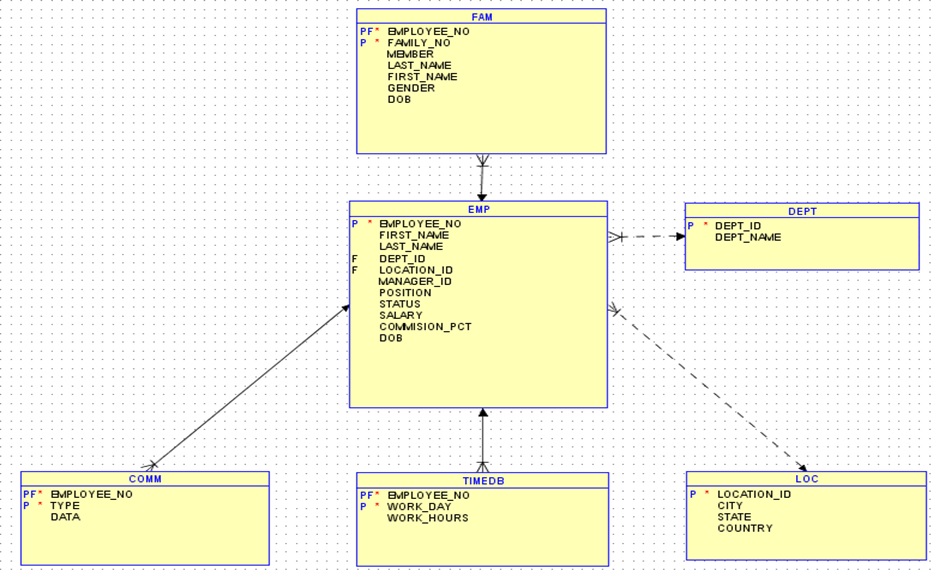 FAM
PF* EMPLOYEE_NO
P * FAMILY_NO
MEMBER
LAST_NAME
FIRST_NAME
GENDER
DOB
EMP
P * EMPLOYEE_NO
FIRST_NAME
LAST_NAME
F DEPT_ID
F LOCATION_ID
MANAGER_ID
POSITION
STATUS
SALARY
COMMISION_PCT
DOB
DEPT
P * DEPT_ID
DEPT_NAME
COMM
PF* EMPLOYEE_NO
P * TYPE
DATA
TIMEDB
PF* EMPLOYEE_NO
P * WORK_DAY
WORK_HOURS
LOC
P * LOCATION_ID
CITY
STATE
COUNTRY